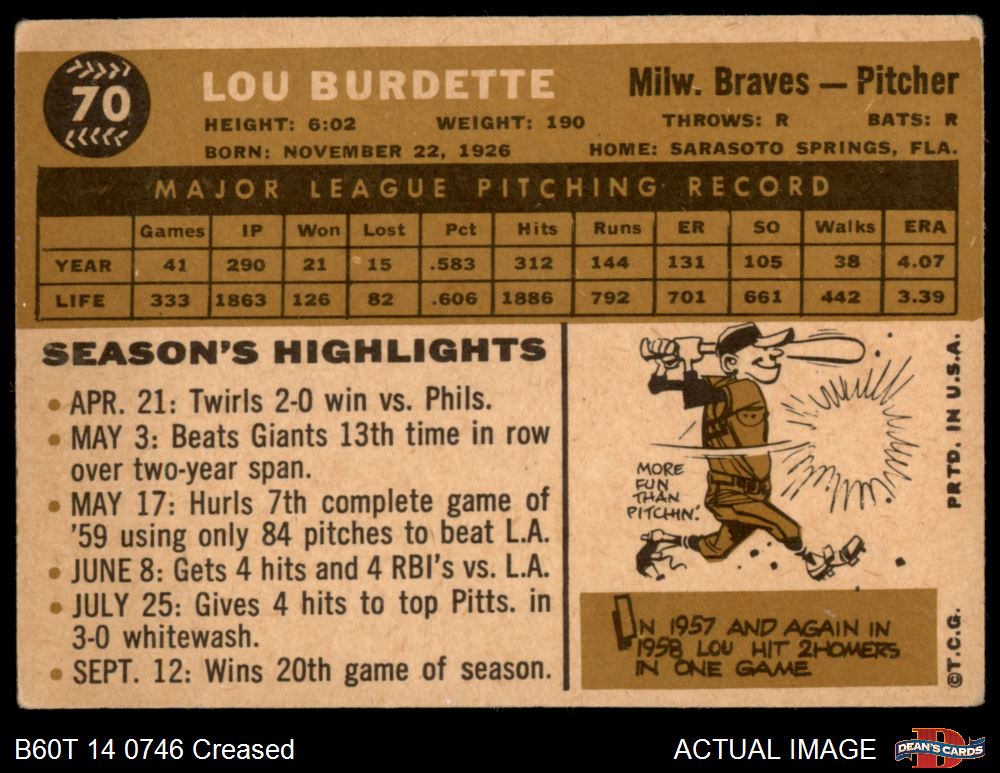 70
LOU BURDETTE
Milw. Braves — Pitcher
HEIGHT: 6:02 WEIGHT: 190 THROWS: R BATS: R
BORN: NOVEMBER 22, 1926 HOME: SARASOTO SPRINGS, FLA.
MAJOR LEAGUE PITCHING RECORD
Games IP Won Lost Pct Hits Runs ER SO Walks ERA
YEAR 41 290 21 15 .583 312 144 131 105 38 4.07
LIFE 333 1863 126 82 .606 1886 792 701 661 442 3.39
SEASON'S HIGHLIGHTS
• APR. 21: Twirls 2-0 win vs. Phils.
• MAY 3: Beats Giants 13th time in row
over two-year span.
• MAY 17: Hurls 7th complete game of
'59 using only 84 pitches to beat L.A.
• JUNE 8: Gets 4 hits and 4 RBI's vs. L.A.
• JULY 25: Gives 4 hits to top Pitts. in
3-0 whitewash.
• SEPT. 12: Wins 20th game of season.
MORE
FUN
THAN
PITCHIN'.
IN 1957 AND AGAIN IN
1958 LOU HIT 2 HOMERS
IN ONE GAME
©T.C.G. PRTD. IN U.S.A.
B60T 14 0746 Creased
ACTUAL IMAGE
DEAN'S CARDS